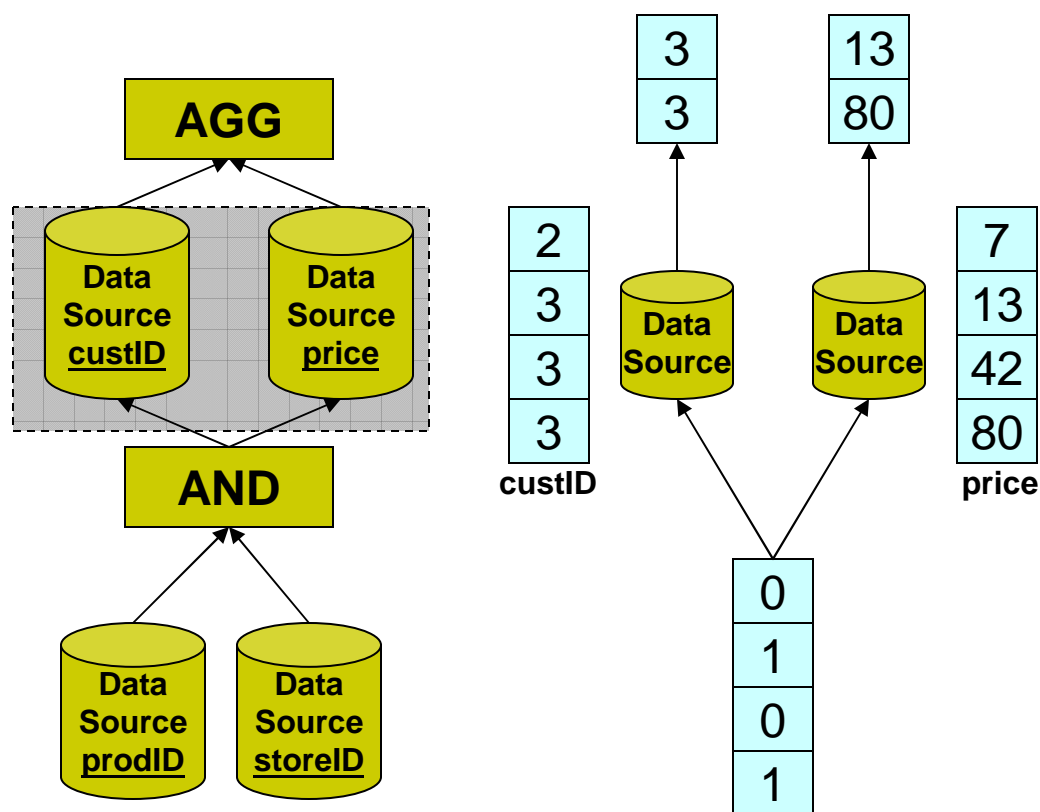 AGG
Data
Source
custID
Data
Source
price
AND
Data
Source
prodID
Data
Source
storeID
3
3
13
80
2
3
3
3
custID
Data
Source
Data
Source
7
13
42
80
price
0
1
0
1